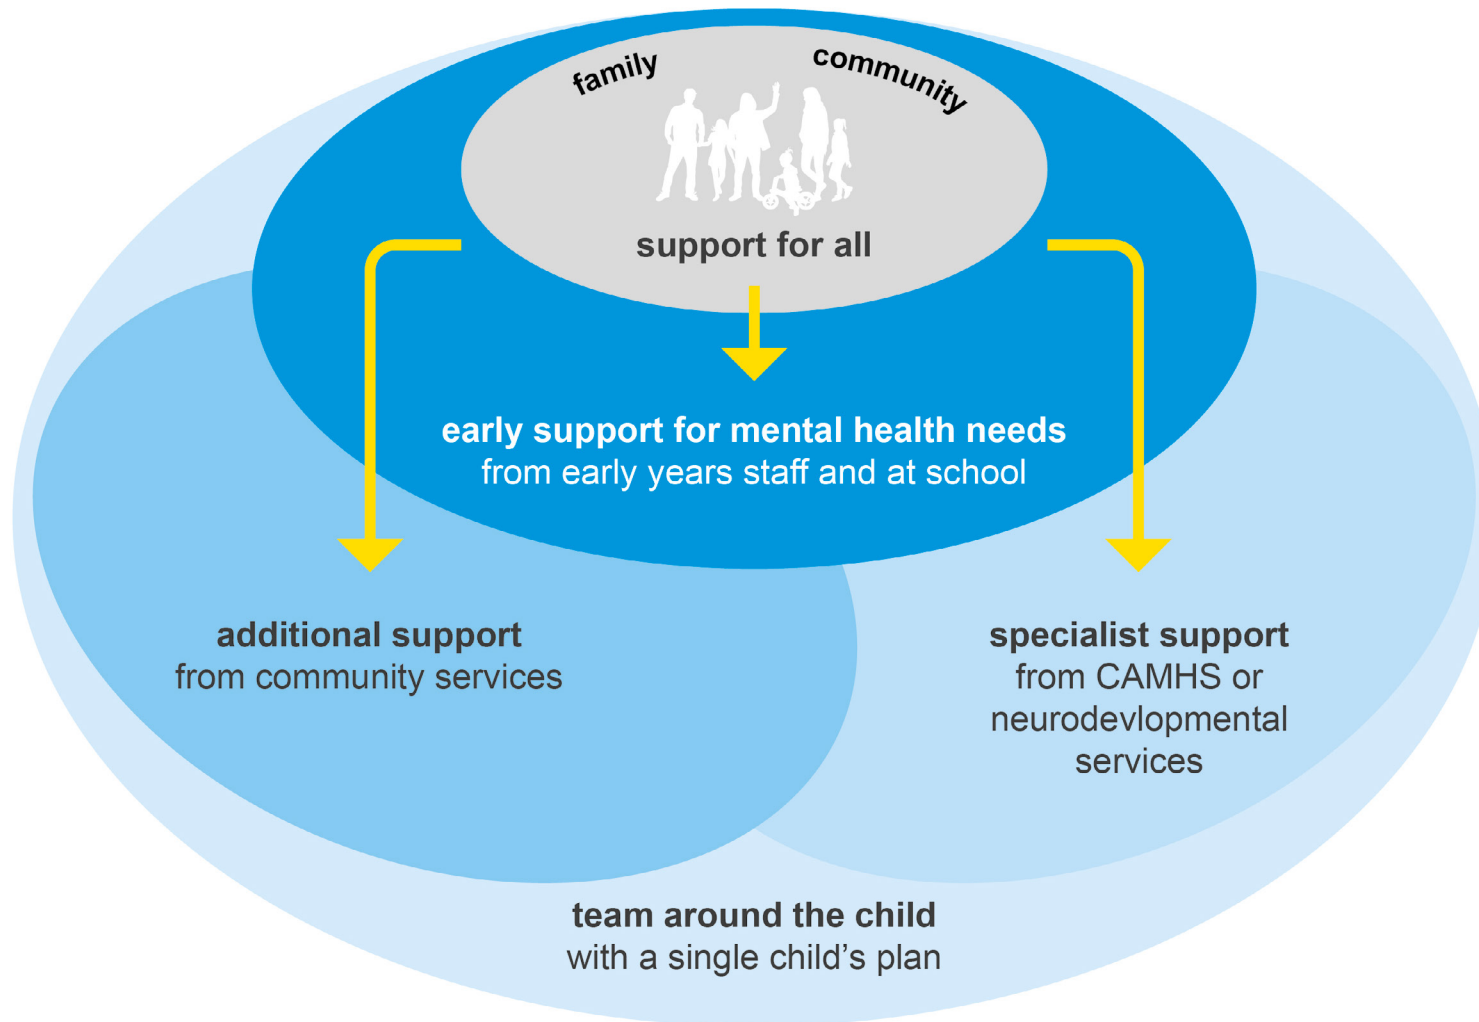 family
community
support for all
early support for mental health needs
from early years staff and at school
additional support
from community services
specialist support
from CAMHS or
neurodevlopmental
services
team around the child
with a single child’s plan